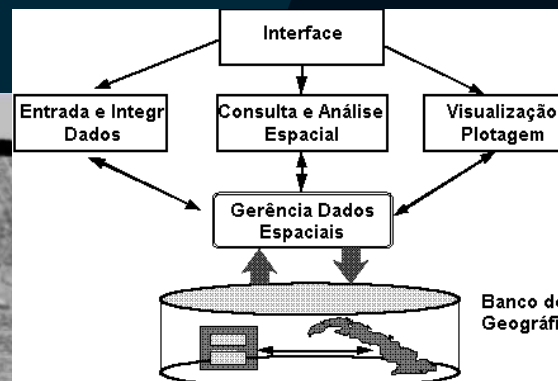 Interface
Entrada e Integr
Dados
Consulta e Análise
Espacial
Visualização
Plotagem
Gerência Dados
Espaciais
Banco de
Geográfi